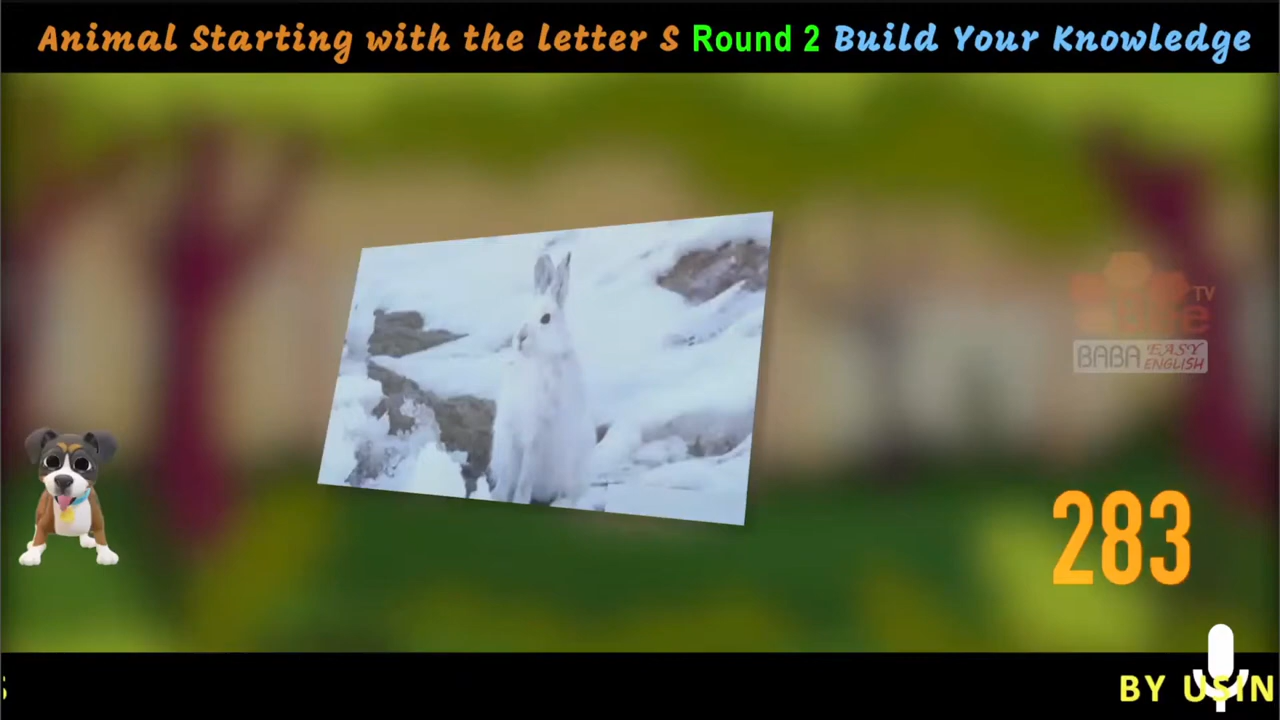 Animal Starting with the letter S Round 2 Build Your Knowledge
TV
BABA EASY ENGLISH
283
BY USIN